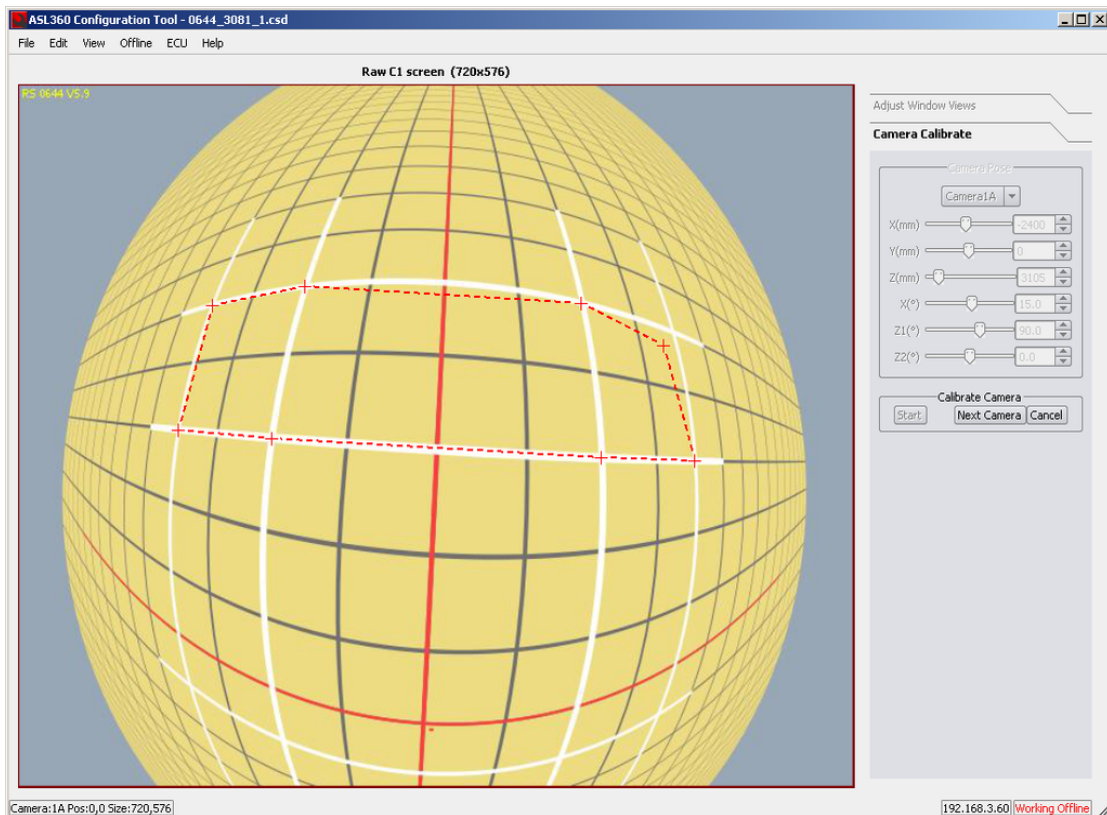 ASL360 Configuration Tool - 0644_3081_1.csd
File Edit View Offline ECU Help
Raw C1 screen (720x576)
RS 0644 V5.9
Adjust Window Views
Camera Calibrate
Camera Pose
Camera1A
X(mm) -2400
Y(mm) 0
Z(mm) 3105
X(°) 15.0
Z1(°) 90.0
Z2(°) 0.0
Calibrate Camera
Start Next Camera Cancel
Camera:1A Pos:0,0 Size:720,576 192.168.3.60 Working Offline